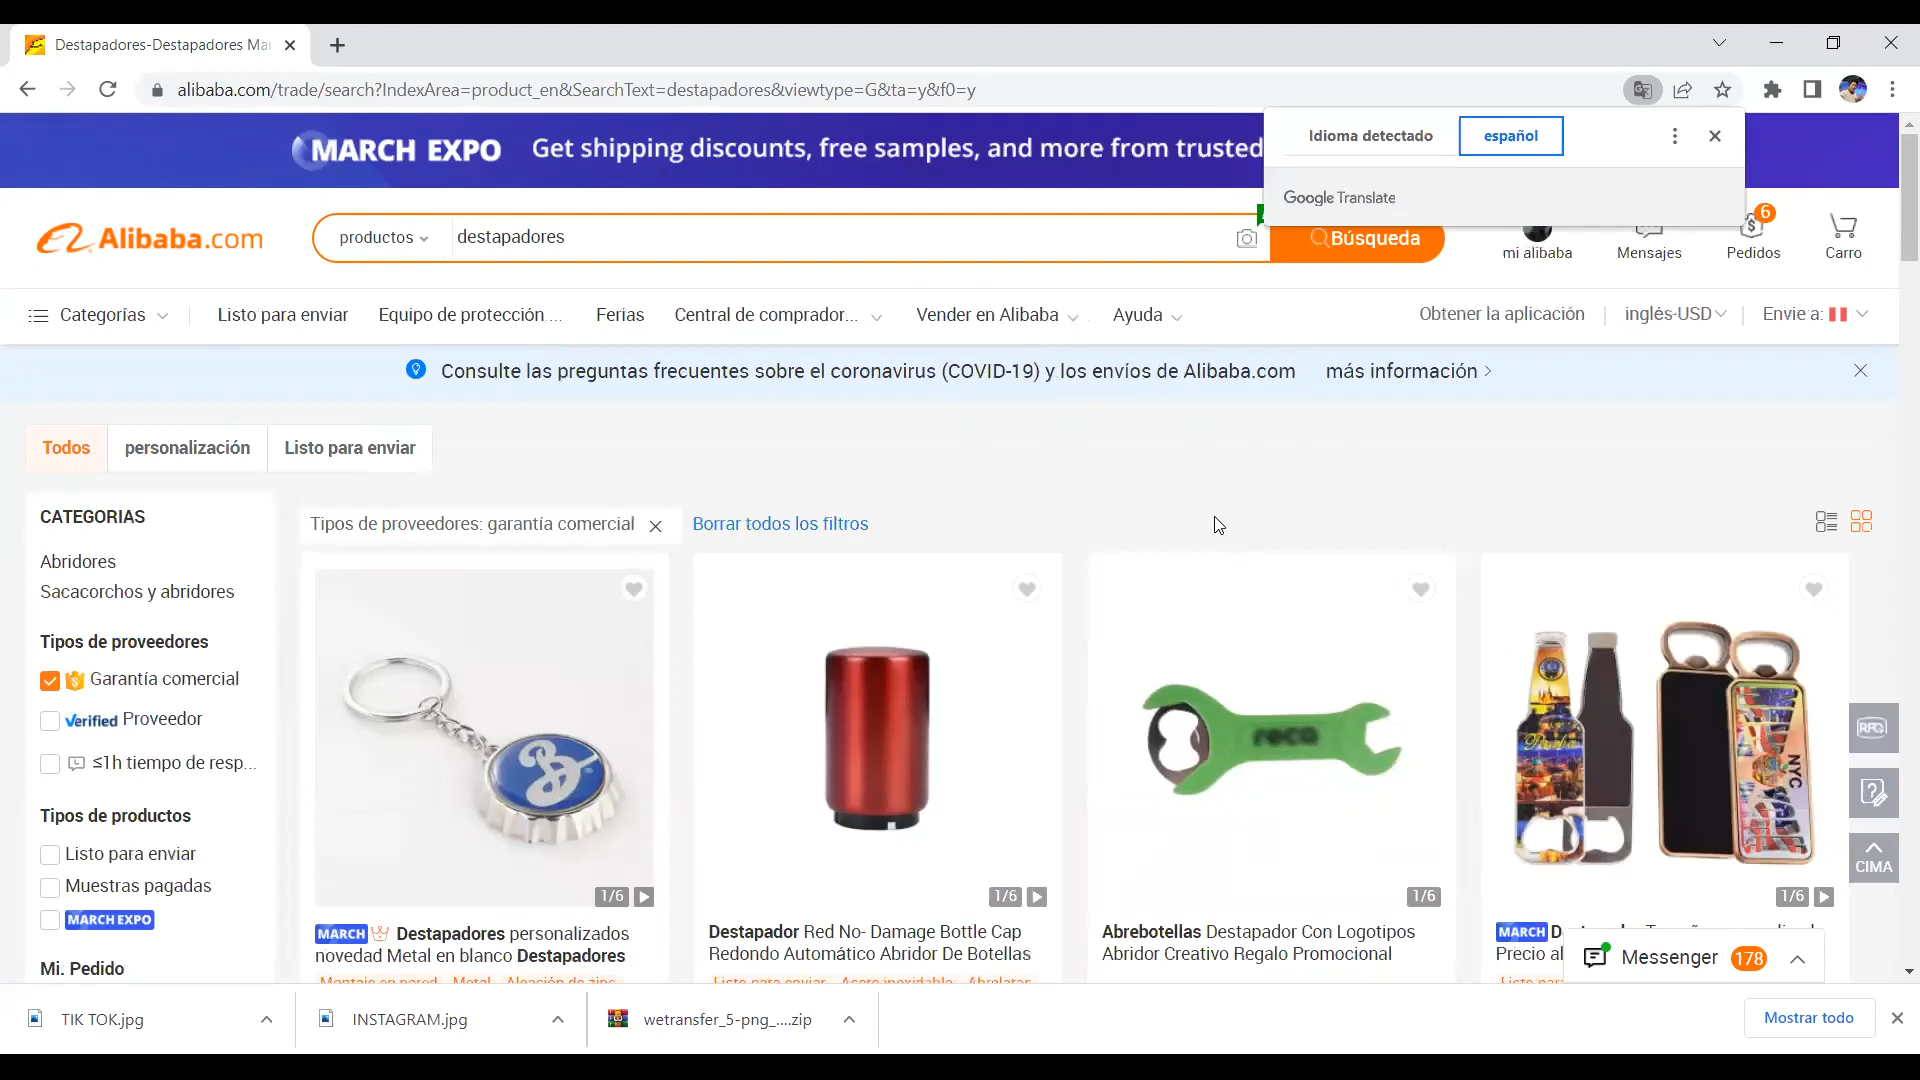 Destapadores-Destapadores Ma
alibaba.com/trade/search?IndexArea=product_en&SearchText=destapadores&viewtype=G&ta=y&f0=y
MARCH EXPO Get shipping discounts, free samples, and more from trusted
Idioma detectado español
Google Translate
Alibaba.com productos destapadores Búsqueda
mi alibaba Mensajes 6 Pedidos Carro
Categorías Listo para enviar Equipo de protección ... Ferias Central de comprador... Vender en Alibaba Ayuda Obtener la aplicación inglés-USD Envie a:
Consulte las preguntas frecuentes sobre el coronavirus (COVID-19) y los envíos de Alibaba.com más información
Todos personalización Listo para enviar
CATEGORIAS
Abridores
Sacacorchos y abridores
Tipos de proveedores
Garantía comercial
Verified Proveedor
≤1h tiempo de resp...
Tipos de productos
Listo para enviar
Muestras pagadas
MARCH EXPO
Mi. Pedido
Tipos de proveedores: garantía comercial Borrar todos los filtros
reca
NYC
1/6 1/6 1/6 1/6
RFQ
CIMA
MARCH Destapadores personalizados
novedad Metal en blanco Destapadores
Montaje en pared Metal Aleación de zinc
Destapador Red No- Damage Bottle Cap
Redondo Automático Abridor De Botellas
Listo para enviar Acero inoxidable Abrelatas
Abrebotellas Destapador Con Logotipos
Abridor Creativo Regalo Promocional
MARCH
Precio al
Listo para
Messenger 178
TIK TOK.jpg INSTAGRAM.jpg wetransfer_5-png_....zip Mostrar todo